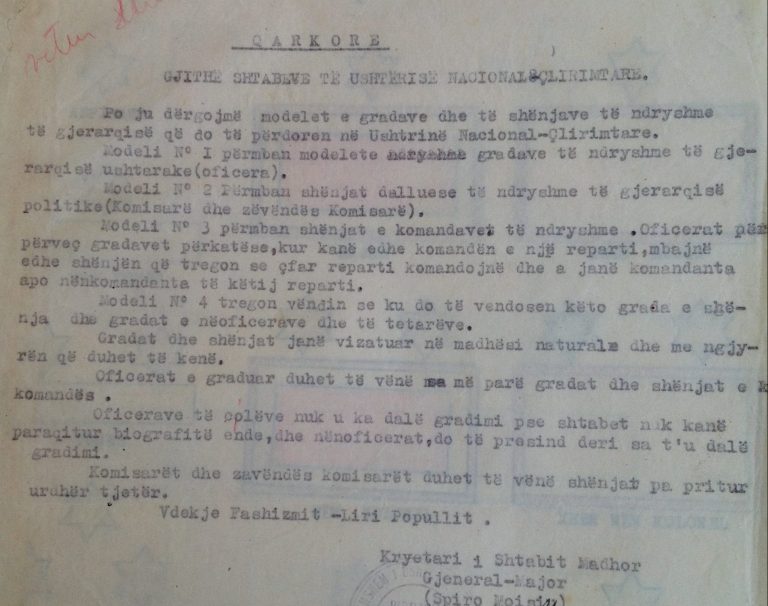 QARKORE
GJITHE SHTABEVE TË USHTËRISË NACIONAL&ÇLIRIMTARE.
Po ju dërgojmë modelet e gradave dhe të shënjave të ndryshme
të gjerarqisë që do të përdoren në Ushtrinë Nacional-Çlirimtare.
Modeli Nº I përmban modelete ndryshme gradave të ndryshme të gje-
rarqisë ushtarake(oficera).
Modeli Nº 2 Përmban shënjat dalluese të ndryshme të gjerarqisë
politike(Komisarë dhe zëvëndës Komisarë).
Modeli Nº 3 përmban shënjat e komandavet të ndryshme .Oficerat për
përveç gradavet përkatëse,kur kanë edhe komandën e një reparti,mbajnë
edhe shënjën që tregon se çfar reparti komandojnë dhe a janë komandanta
apo nënkomandanta të këtij reparti.
Modeli Nº 4 tregon vëndin se ku do të vendosen këto grada e shë-
nja dhe gradat e nëoficerave dhe të tetarëve.
Gradat dhe shënjat janë vizatuar në madhësi naturale dhe me ngjy-
rën që duhet të kenë.
Oficerat e graduar duhet të vënë sa më parë gradat dhe shënjat e k
komandës .
Oficerave të çolëve nuk u ka dalë gradimi pse shtabet nuk kanë
paraqitur biografitë ende,dhe nënoficerat,do të presind deri sa t'u dalë
gradimi.
Komisarët dhe zavëndës komisarët duhet të vënë shënjat pa pritur
urdhër tjetër.
Vdekje Fashizmit -Liri Popullit .
Kryetari i Shtabit Madhor
Gjeneral-Major
(Spiro Moisiu